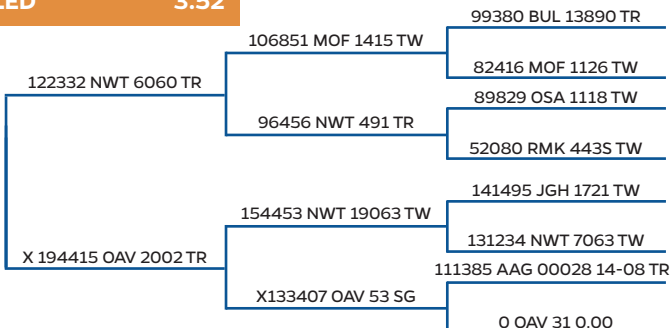 3.52
99380 BUL 13890 TR
106851 MOF 1415 TW
82416 MOF 1126 TW
122332 NWT 6060 TR
89829 OSA 1118 TW
96456 NWT 491 TR
52080 RMK 443S TW
141495 JGH 1721 TW
154453 NWT 19063 TW
131234 NWT 7063 TW
X 194415 OAV 2002 TR
111385 AAG 00028 14-08 TR
X133407 OAV 53 SG
0 OAV 31 0.00